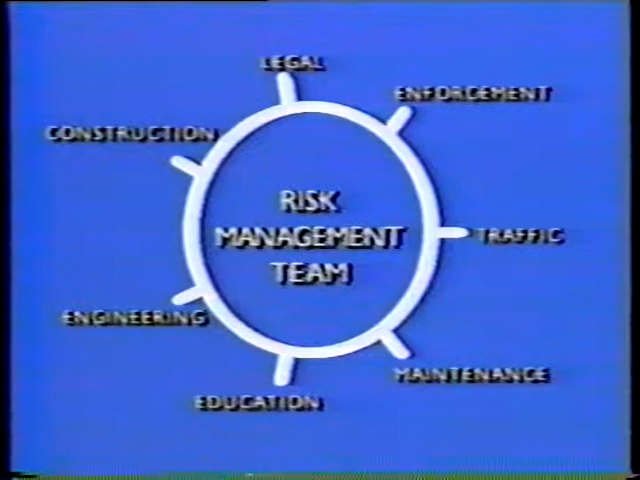 LEGAL
ENFORCEMENT
CONSTRUCTION
RISK
MANAGEMENT
TEAM
TRAFFIC
ENGINEERING
MAINTENANCE
EDUCATION